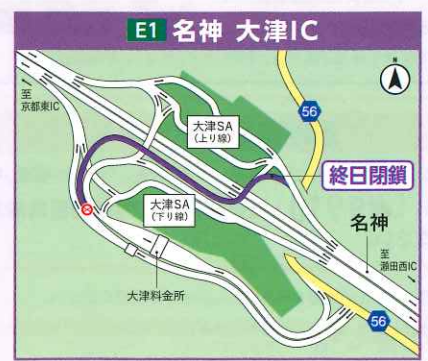 E1 名神 大津IC
至
京都東IC
大津SA
(上り線)
56
終日閉鎖
大津SA
(下り線)
名神
至
瀬田西IC
大津料金所
56